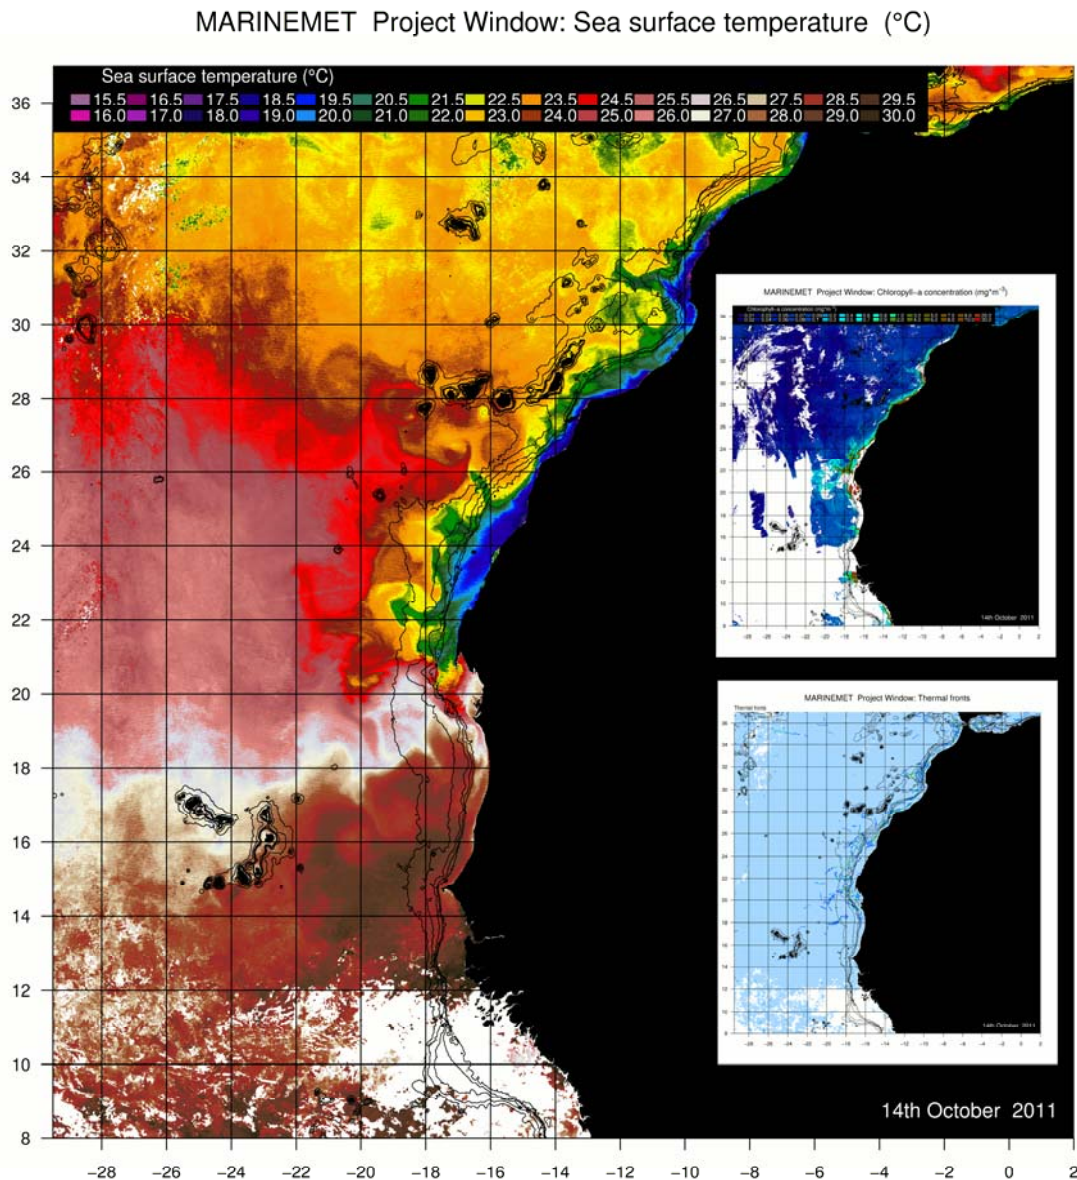 MARINEMET Project Window: Sea surface temperature (°C)
Sea surface temperature (°C)
15.5 16.5 17.5 18.5 19.5 20.5 21.5 22.5 23.5 24.5 25.5 26.5 27.5 28.5 29.5
16.0 17.0 18.0 19.0 20.0 21.0 22.0 23.0 24.0 25.0 26.0 27.0 28.0 29.0 30.0
36
34
32
30
28
26
24
22
20
18
16
14
12
10
8
−28 −26 −24 −22 −20 −18 −16 −14 −12 −10 −8 −6 −4 −2 0 2
14th October 2011
MARINEMET Project Window: Chloropyll−a concentration (mg*m⁻³)
14th October 2011
MARINEMET Project Window: Thermal fronts
Thermal fronts
14th October 2011